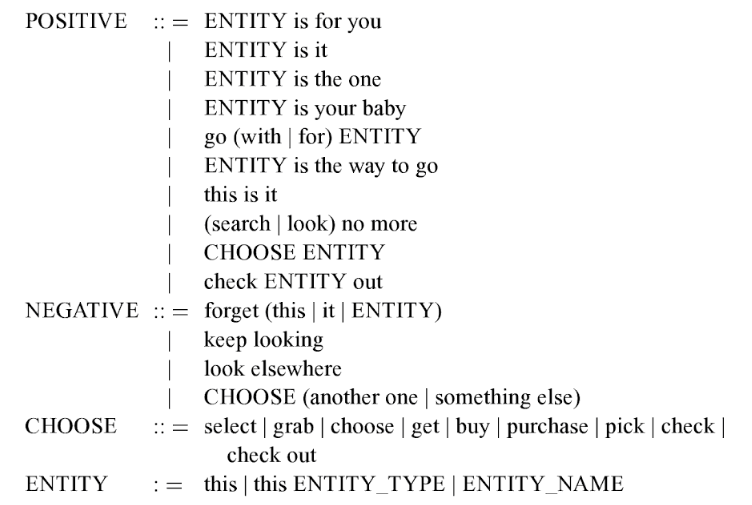 POSITIVE :: = ENTITY is for you
| ENTITY is it
| ENTITY is the one
| ENTITY is your baby
| go (with | for) ENTITY
| ENTITY is the way to go
| this is it
| (search | look) no more
| CHOOSE ENTITY
| check ENTITY out
NEGATIVE :: = forget (this | it | ENTITY)
| keep looking
| look elsewhere
| CHOOSE (another one | something else)
CHOOSE :: = select | grab | choose | get | buy | purchase | pick | check |
check out
ENTITY : = this | this ENTITY_TYPE | ENTITY_NAME